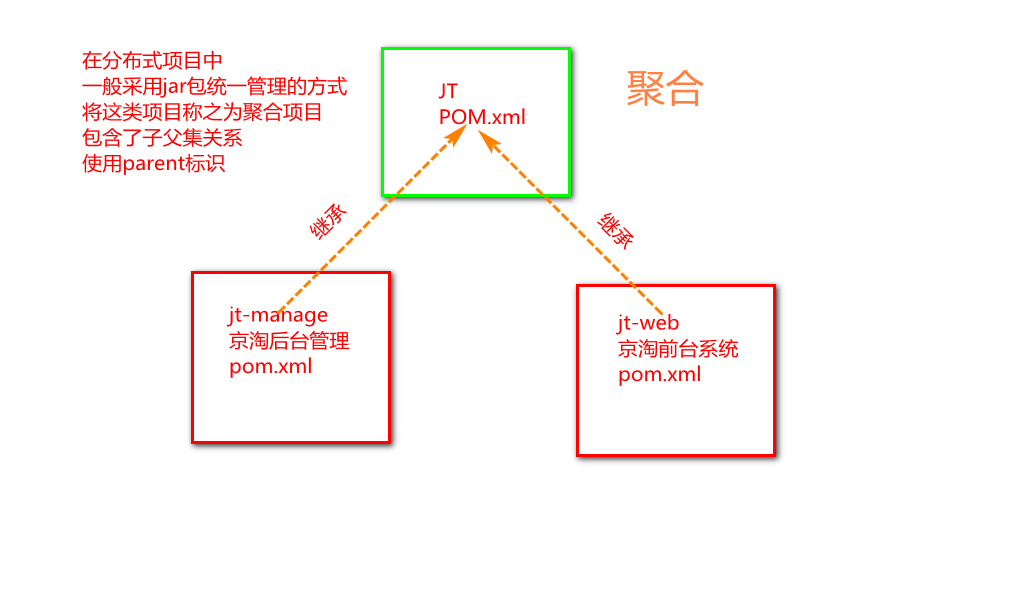 在分布式项目中
一般采用jar包统一管理的方式
将这类项目称之为聚合项目
包含了子父集关系
使用parent标识
JT
POM.xml
聚合
继承
继承
jt-manage
京淘后台管理
pom.xml
jt-web
京淘前台系统
pom.xml